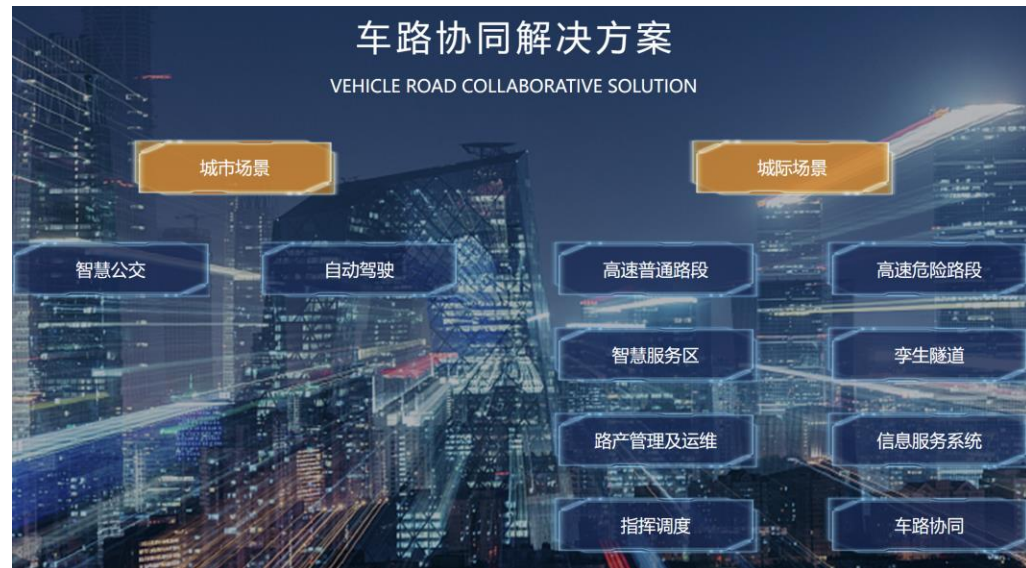 车路协同解决方案
VEHICLE ROAD COLLABORATIVE SOLUTION
城市场景
城际场景
智慧公交
自动驾驶
高速普通路段
高速危险路段
智慧服务区
孪生隧道
路产管理及运维
信息服务系统
指挥调度
车路协同